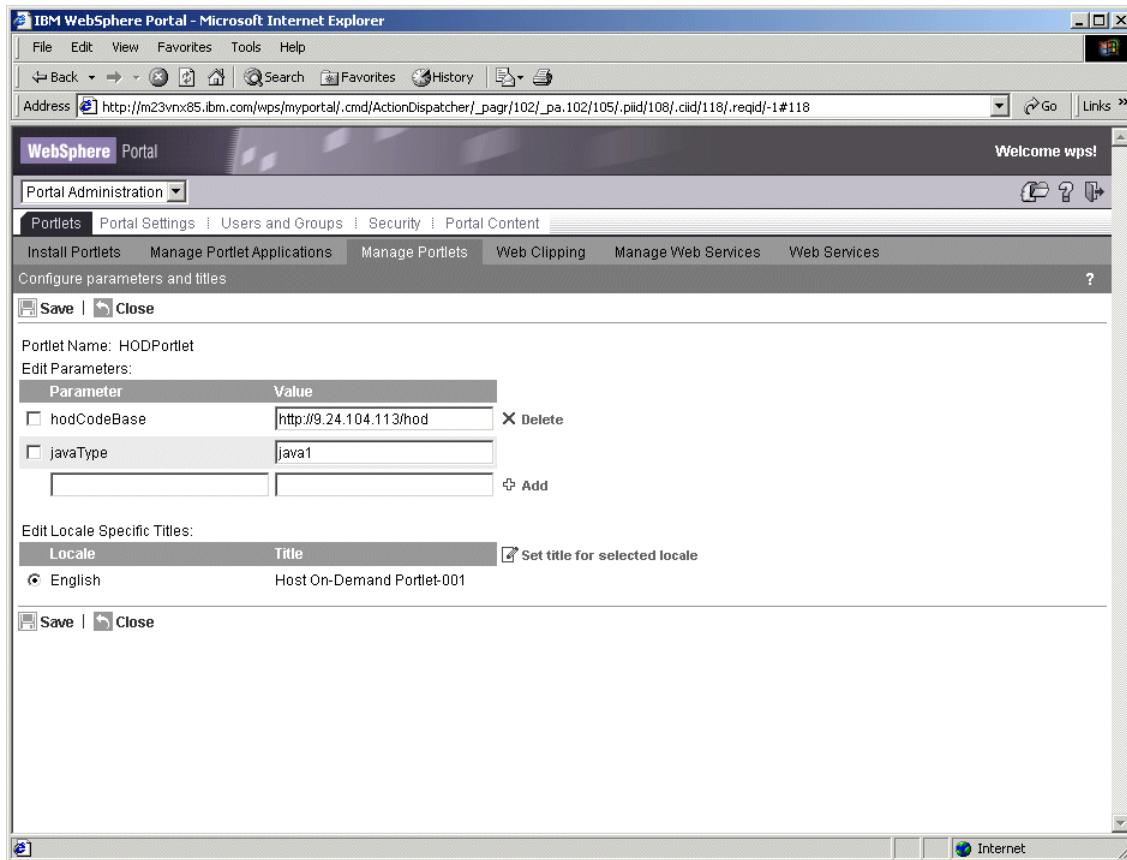 IBM WebSphere Portal - Microsoft Internet Explorer
File Edit View Favorites Tools Help
Back Search Favorites History
Address http://m23vnx85.ibm.com/wps/myportal/.cmd/ActionDispatcher/_pagr/102/_pa.102/105/.piid/108/.ciid/118/.reqid/-1#118 Go Links »
WebSphere Portal Welcome wps!
Portal Administration ?
Portlets Portal Settings | Users and Groups | Security | Portal Content
Install Portlets Manage Portlet Applications Manage Portlets Web Clipping Manage Web Services Web Services
Configure parameters and titles ?
Save | Close
Portlet Name: HODPortlet
Edit Parameters:
Parameter Value
hodCodeBase http://9.24.104.113/hod Delete
javaType java1
Add
Edit Locale Specific Titles:
Locale Title Set title for selected locale
English Host On-Demand Portlet-001
Save | Close
Internet